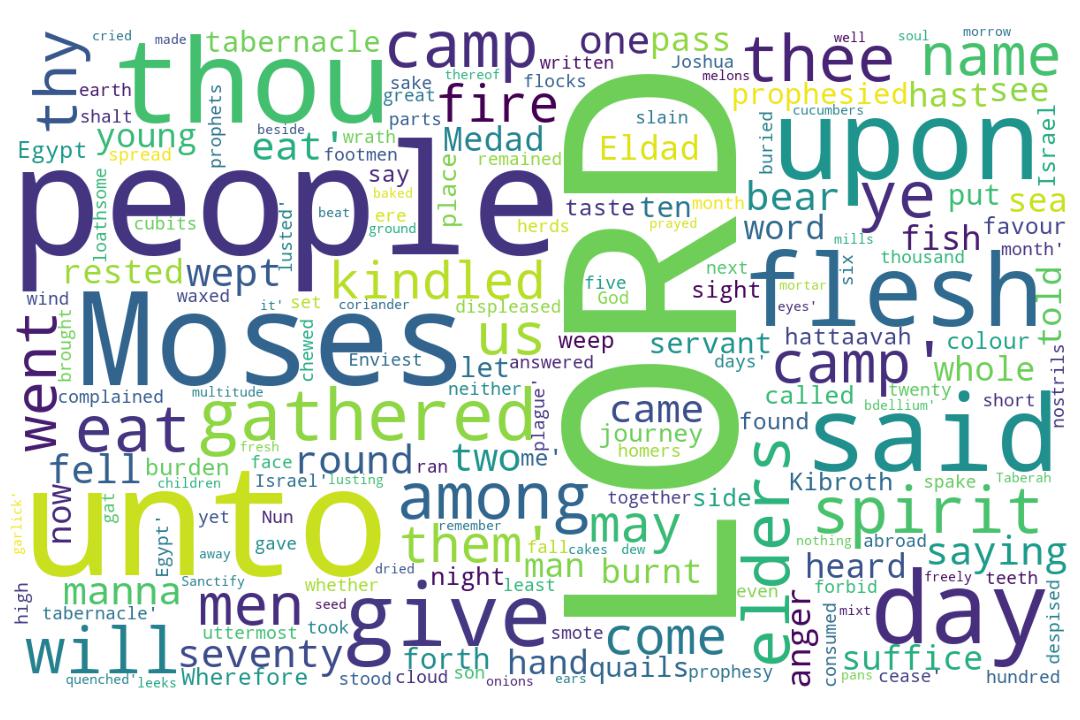 cried made tabernacle camp one pass well soul morrow
thy thou written Joshua thee name
earth sake thereof flocks melons
shalt great fire prophesied hast see
prophets parts slain cucumbers
Egypt young beside wrath Medad Eldad buried upon Israel
spread eat' footmen remained
people say place bear ye put sea
loathsome baked taste ten month
cubits lusted' beat ere herds prayed word fish favour
ground mills month'
rested wept kindled next six thousand
wind waxed it' set coriander displeased five sight mortar flesh told
God eyes'
brought Moses chewed us weep servant hattaavah colour
went Enviest let answered days' camp' whole nostrils
complained multitude neither called twenty
LORD
eat gathered plague' came found bdellium' short
fresh journey said
fell burden face round ran two me' homers
children Israel' lusting Kibroth spake Taberah
garlick' now gat unto yet Nun among together side elders spirit
remember may
Egypt' away gave them' fall cakes dew nothing abroad saying
dried man burnt heard
manna Sanctify whether night least even forbid freely teeth
high tabernacle' men seed give anger consumed mixt day despised
uttermost took smote come
will seventy forth hand suffice
quenched' leeks Wherefore stood cloud son onions ears quails prophesy pans cease' hundred